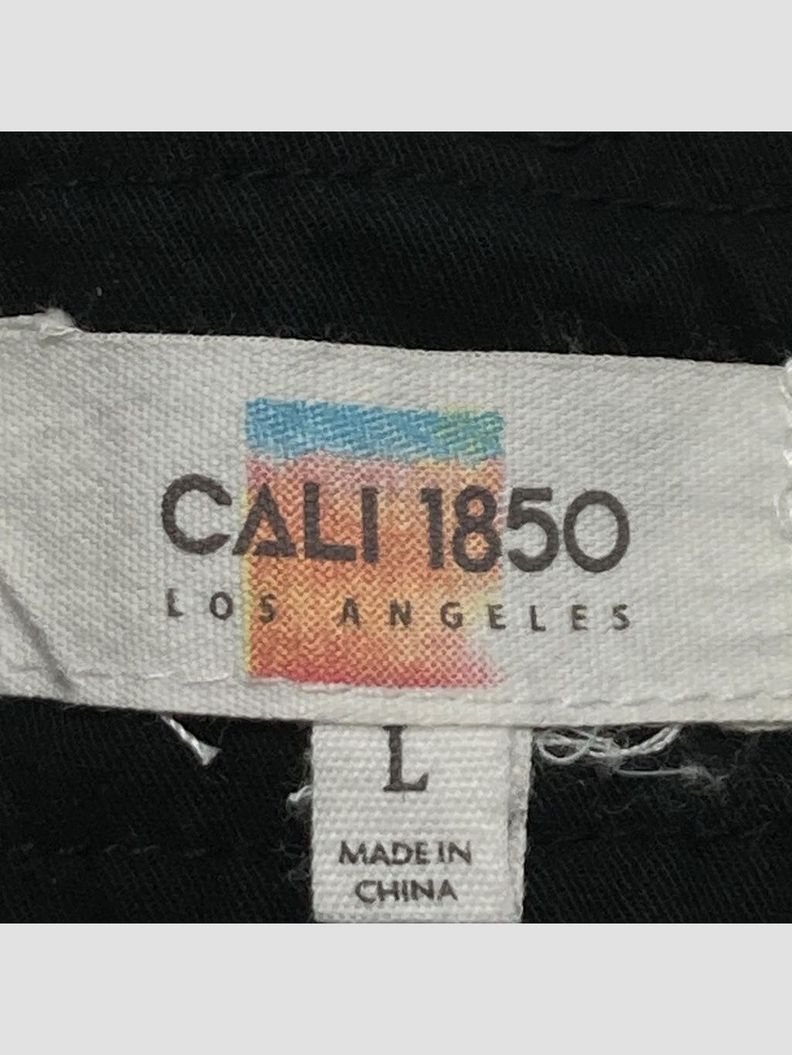 CALI 1850
LOS ANGELES
L
MADE IN
CHINA